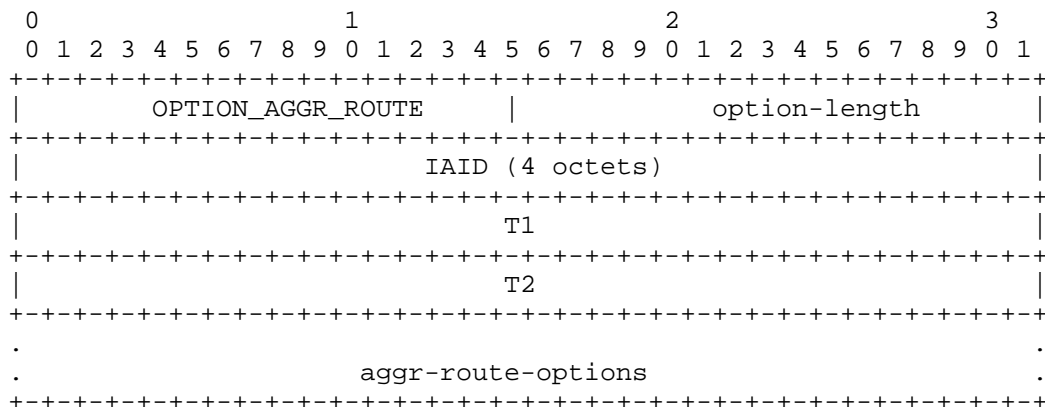 0                   1                   2                   3
 0 1 2 3 4 5 6 7 8 9 0 1 2 3 4 5 6 7 8 9 0 1 2 3 4 5 6 7 8 9 0 1
+-+-+-+-+-+-+-+-+-+-+-+-+-+-+-+-+-+-+-+-+-+-+-+-+-+-+-+-+-+-+-+-+
|        OPTION_AGGR_ROUTE      |            option-length      |
+-+-+-+-+-+-+-+-+-+-+-+-+-+-+-+-+-+-+-+-+-+-+-+-+-+-+-+-+-+-+-+-+
|                         IAID (4 octets)                       |
+-+-+-+-+-+-+-+-+-+-+-+-+-+-+-+-+-+-+-+-+-+-+-+-+-+-+-+-+-+-+-+-+
|                              T1                               |
+-+-+-+-+-+-+-+-+-+-+-+-+-+-+-+-+-+-+-+-+-+-+-+-+-+-+-+-+-+-+-+-+
|                              T2                               |
+-+-+-+-+-+-+-+-+-+-+-+-+-+-+-+-+-+-+-+-+-+-+-+-+-+-+-+-+-+-+-+-+
.                                                               .
.                     aggr-route-options                        .
+-+-+-+-+-+-+-+-+-+-+-+-+-+-+-+-+-+-+-+-+-+-+-+-+-+-+-+-+-+-+-+-+